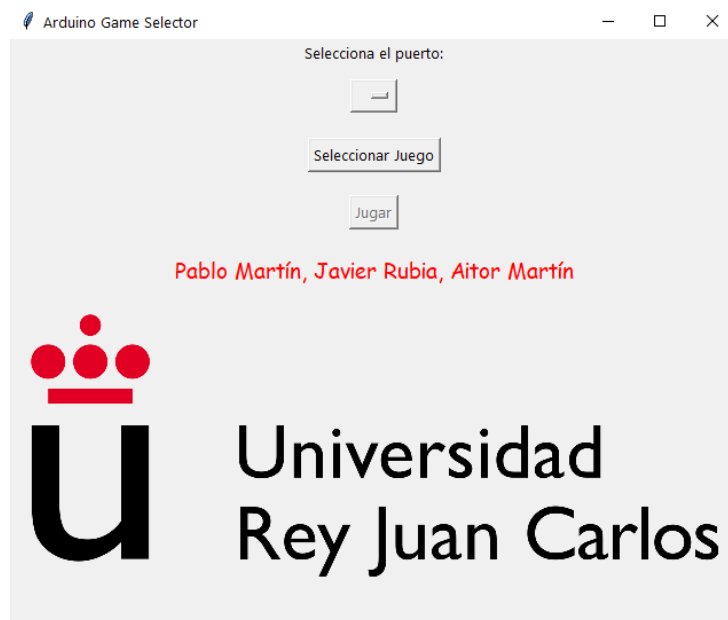 Arduino Game Selector
Selecciona el puerto:
Seleccionar Juego
Jugar
Pablo Martín, Javier Rubia, Aitor Martín
u
Universidad
Rey Juan Carlos